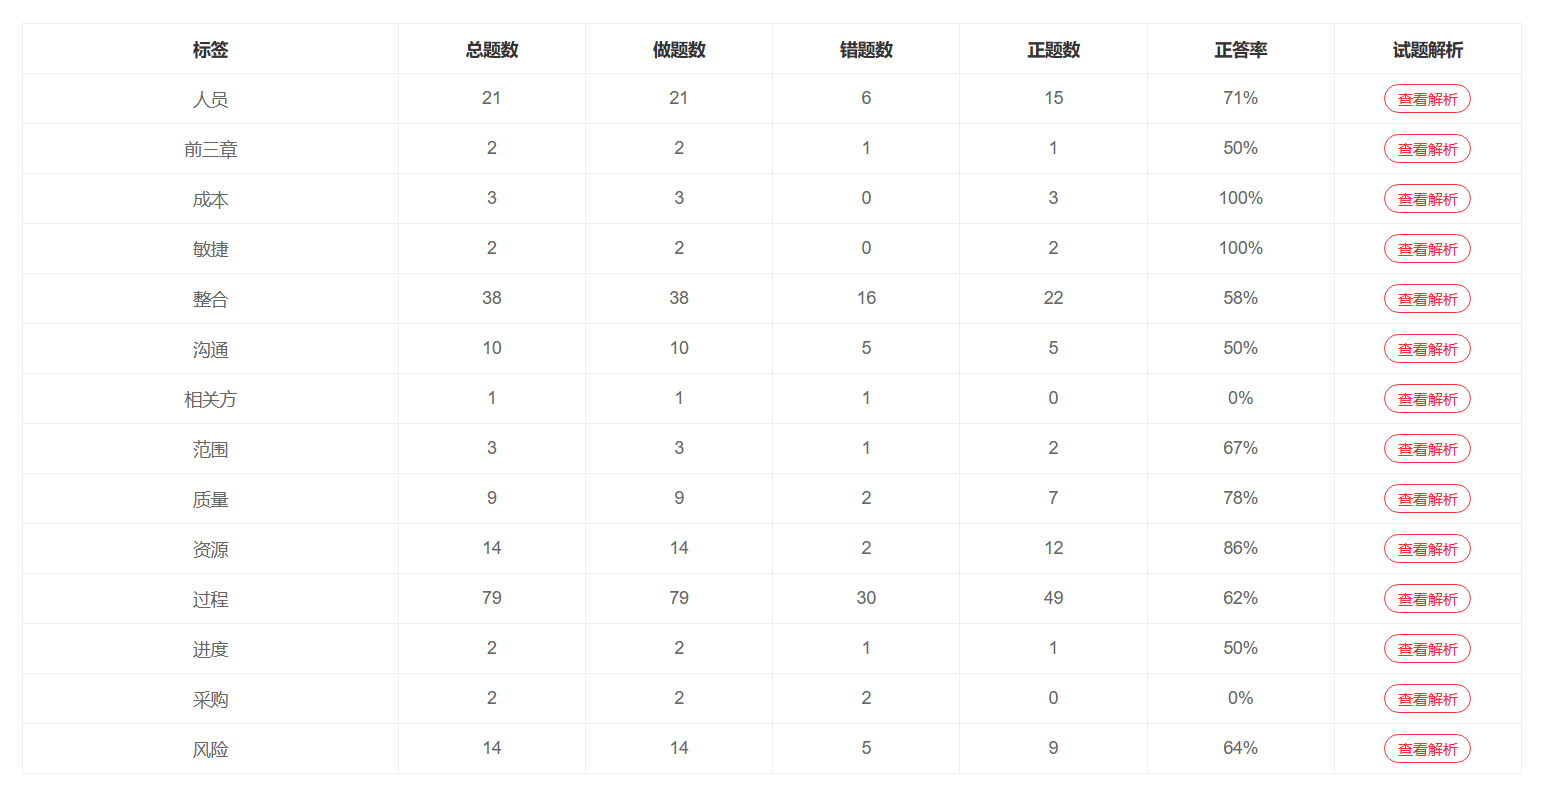 标签 总题数 做题数 错题数 正题数 正答率 试题解析
人员 21 21 6 15 71% 查看解析
前三章 2 2 1 1 50% 查看解析
成本 3 3 0 3 100% 查看解析
敏捷 2 2 0 2 100% 查看解析
整合 38 38 16 22 58% 查看解析
沟通 10 10 5 5 50% 查看解析
相关方 1 1 1 0 0% 查看解析
范围 3 3 1 2 67% 查看解析
质量 9 9 2 7 78% 查看解析
资源 14 14 2 12 86% 查看解析
过程 79 79 30 49 62% 查看解析
进度 2 2 1 1 50% 查看解析
采购 2 2 2 0 0% 查看解析
风险 14 14 5 9 64% 查看解析